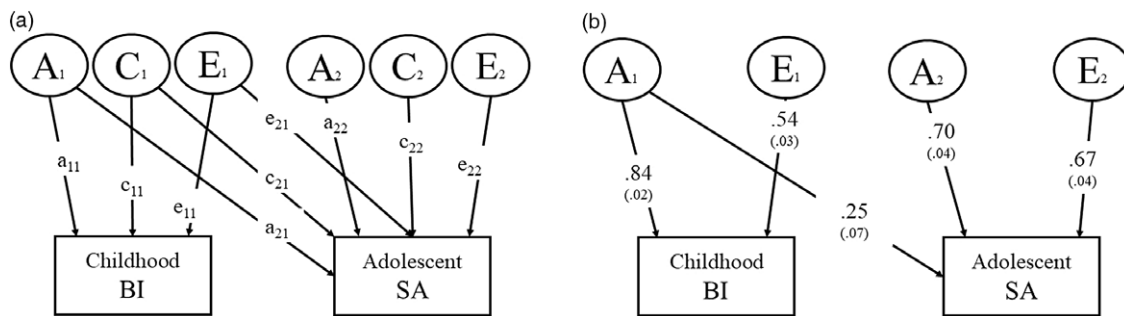 (a)
A1 C1 E1 A2 C2 E2
a11 c11 e11 e21 c21 a21 a22 c22 e22
Childhood
BI
Adolescent
SA
(b)
A1 E1 A2 E2
.84
(.02)
.54
(.03)
.25
(.07)
.70
(.04)
.67
(.04)
Childhood
BI
Adolescent
SA